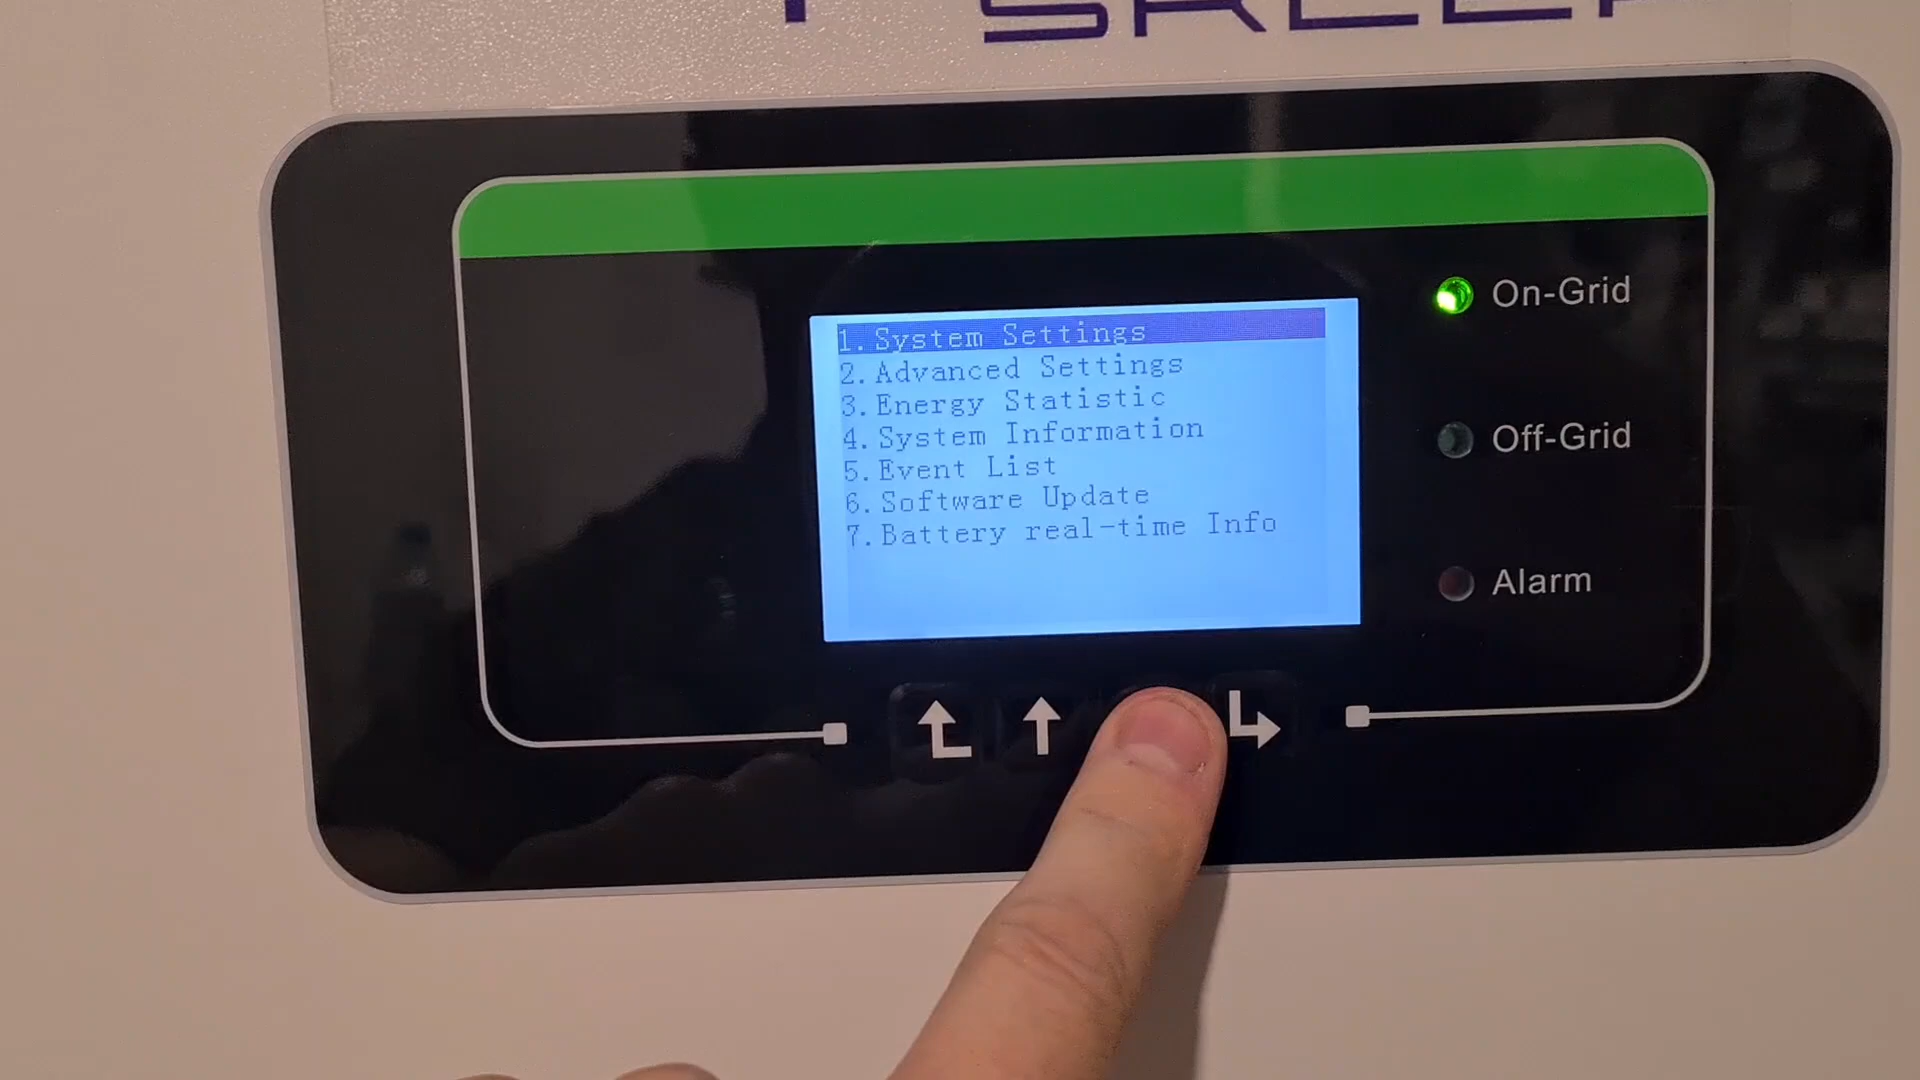 1.System Settings
2.Advanced Settings
3.Energy Statistic
4.System Information
5.Event List
6.Software Update
7.Battery real-time Info
On-Grid
Off-Grid
Alarm